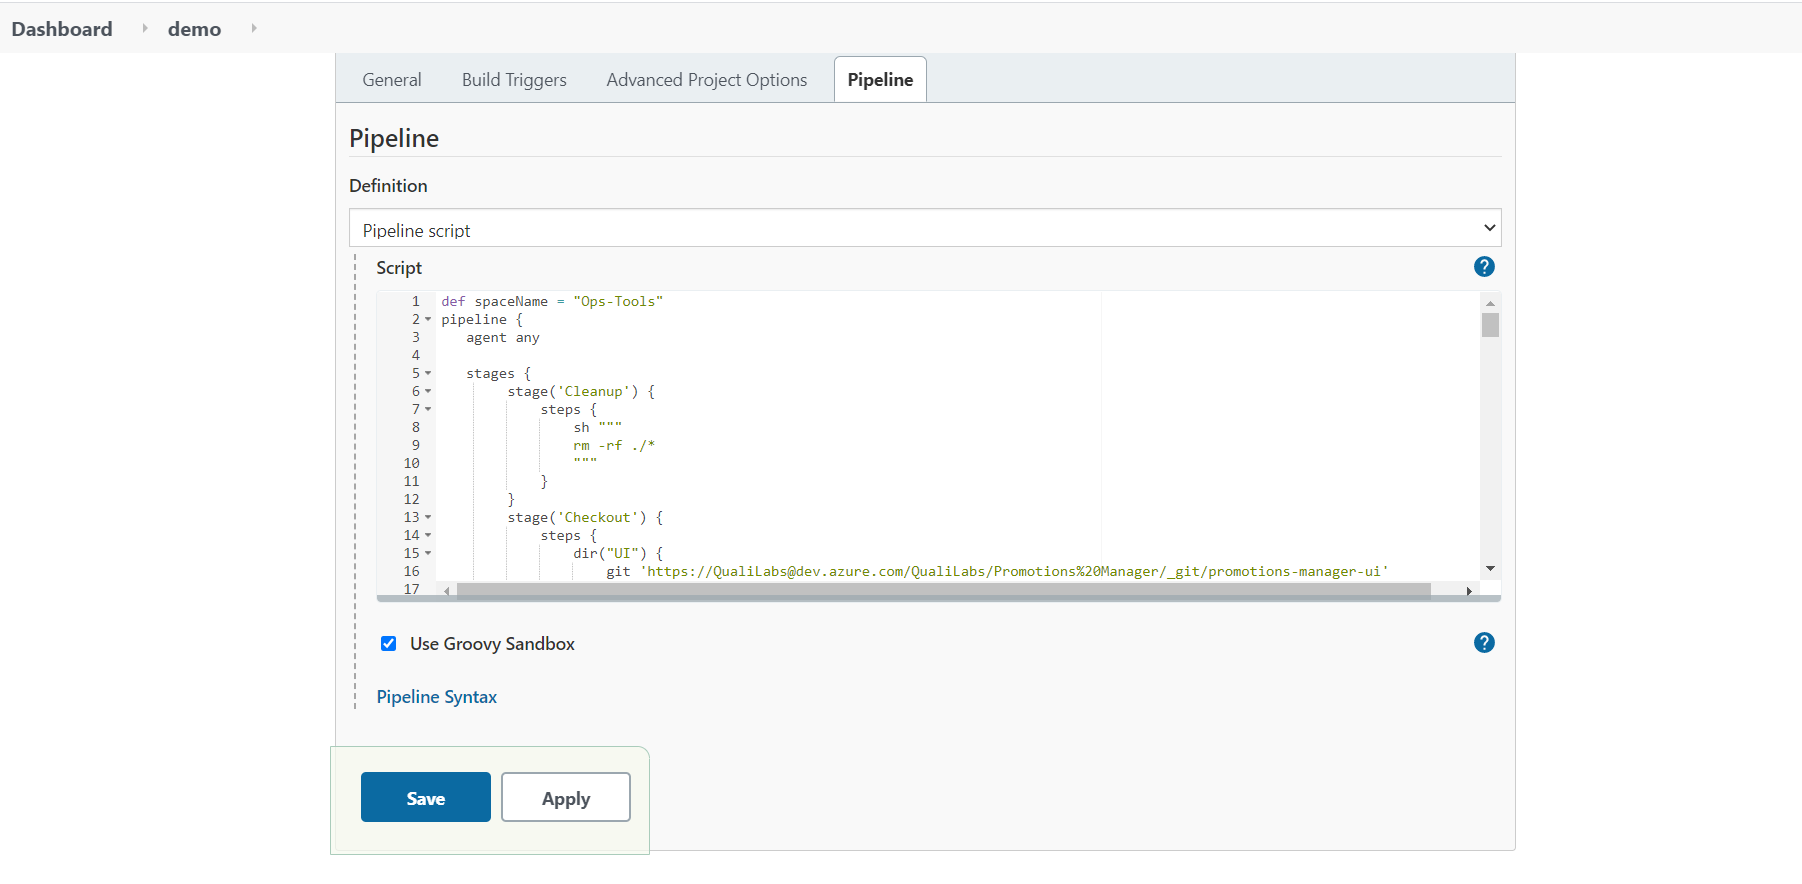 Dashboard demo
General Build Triggers Advanced Project Options Pipeline
Pipeline
Definition
Pipeline script
Script ?
1 def spaceName = "Ops-Tools"
2 pipeline {
3 agent any
4
5 stages {
6 stage('Cleanup') {
7 steps {
8 sh """
9 rm -rf ./*
10 """
11 }
12 }
13 stage('Checkout') {
14 steps {
15 dir("UI") {
16 git 'https://QualiLabs@dev.azure.com/QualiLabs/Promotions%20Manager/_git/promotions-manager-ui'
17
Use Groovy Sandbox ?
Pipeline Syntax
Save Apply